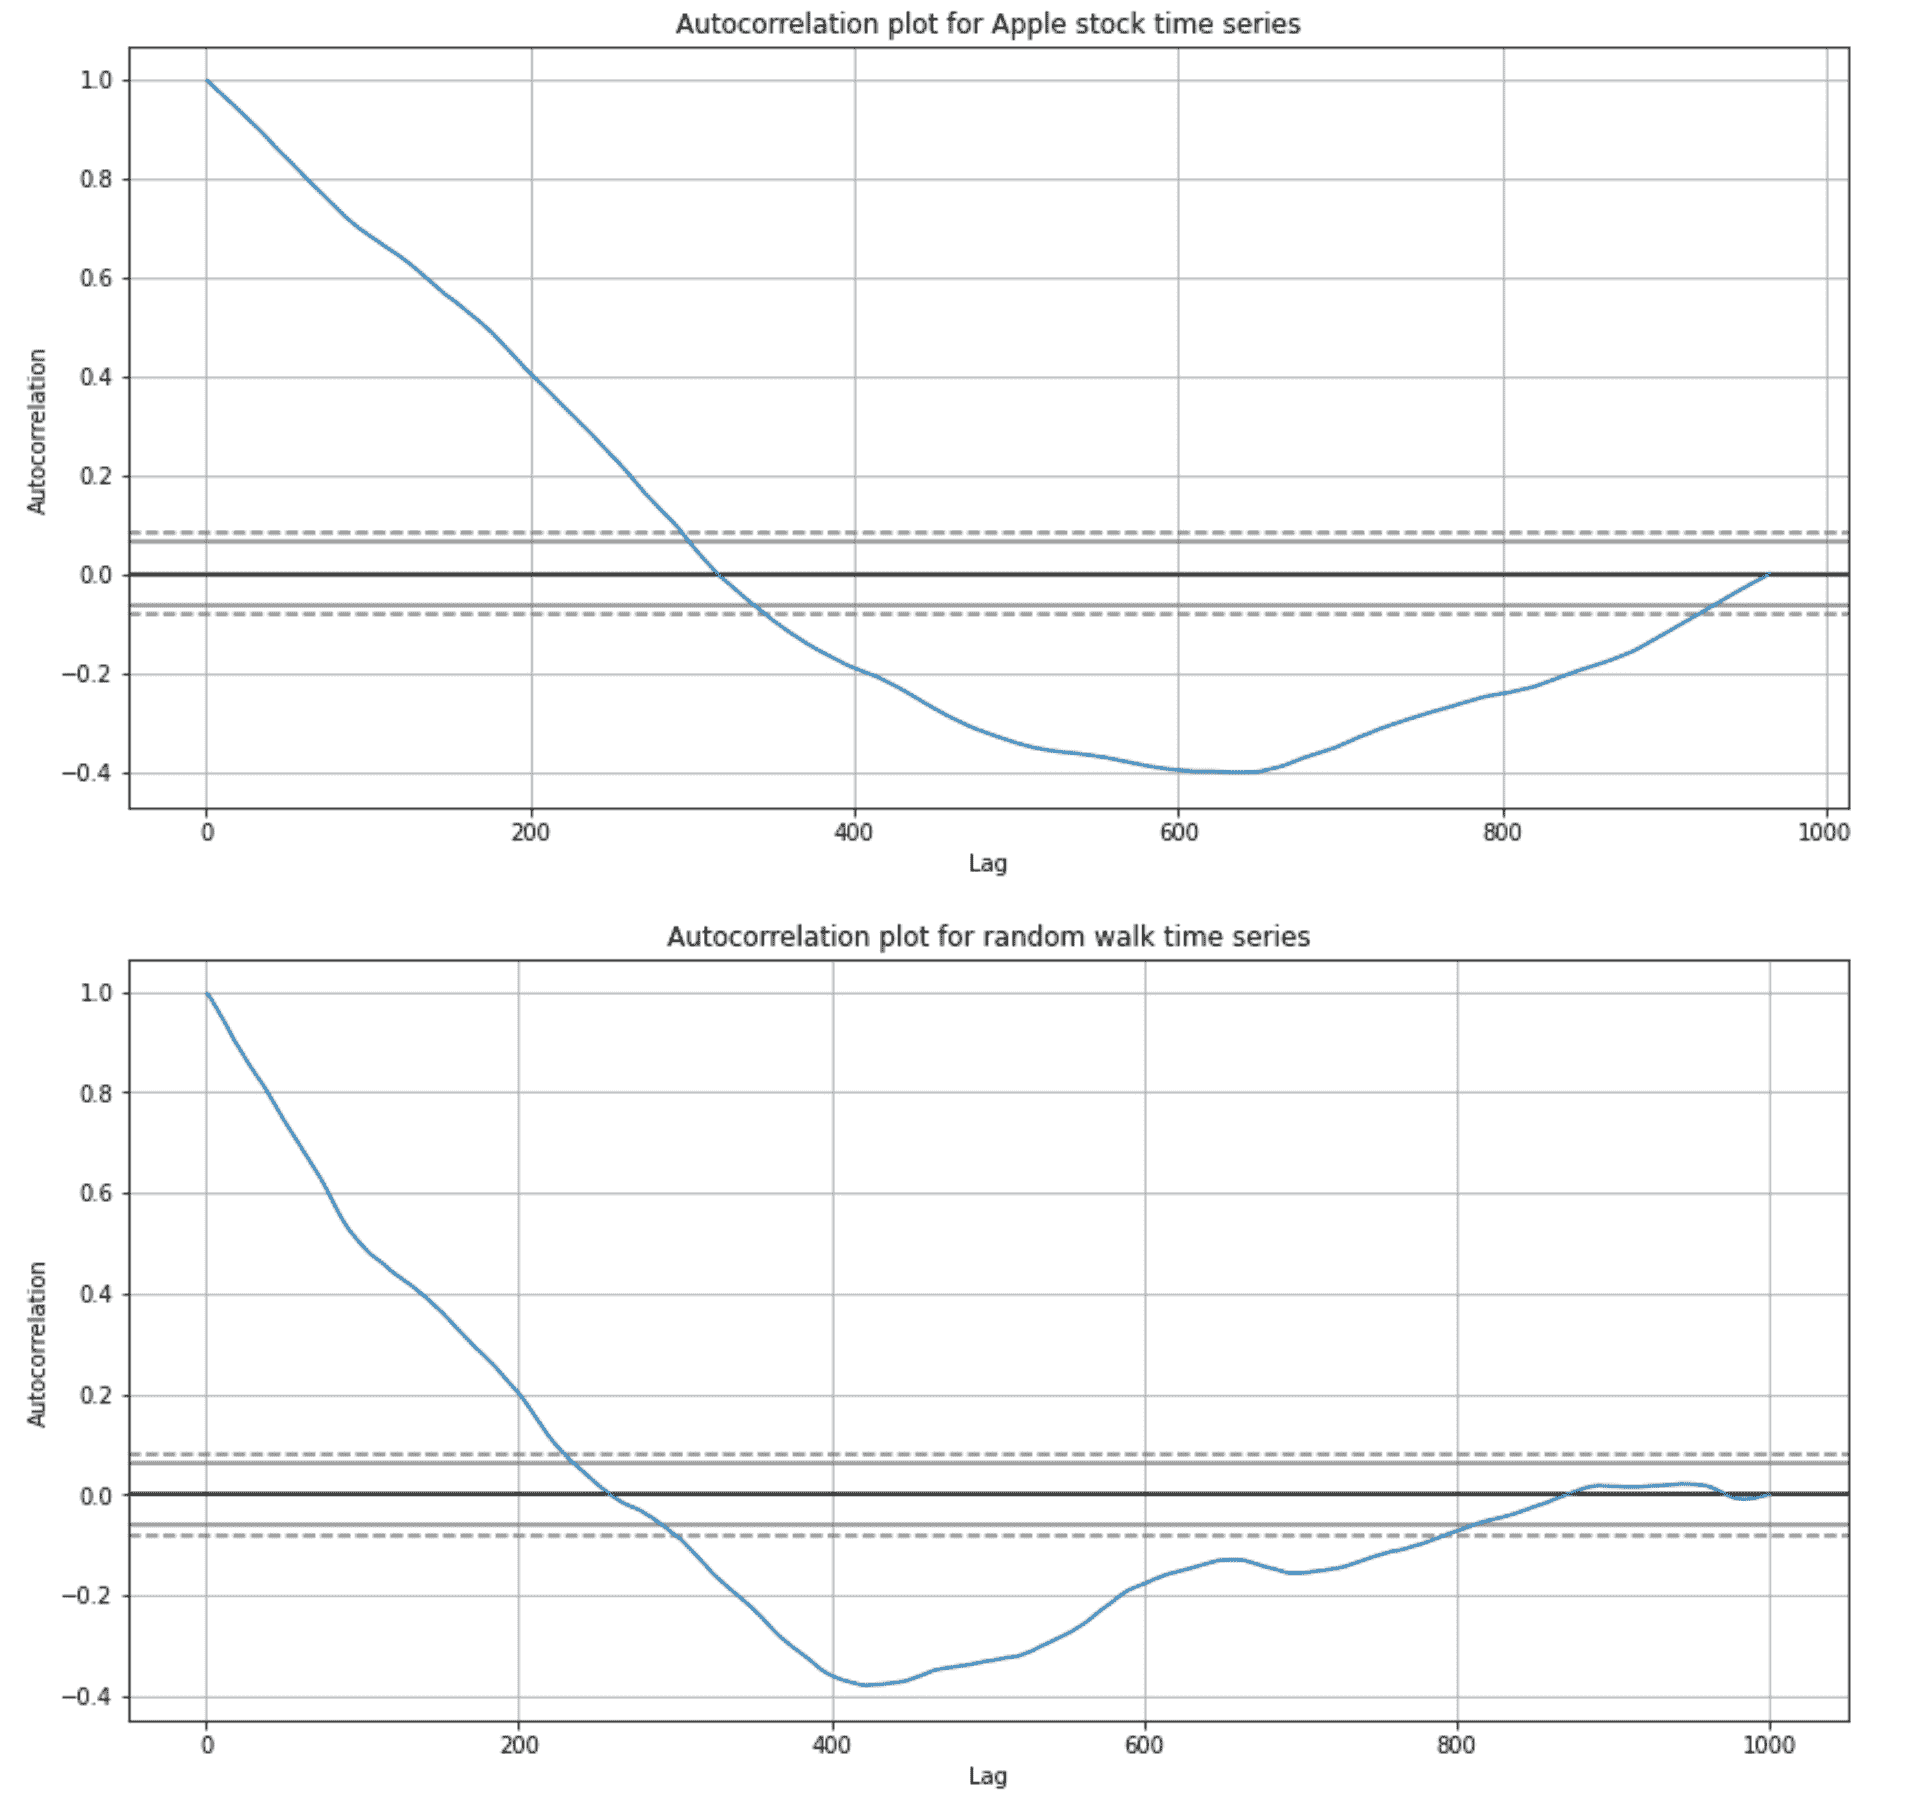 Autocorrelation plot for Apple stock time series
1.0
0.8
0.6
0.4
0.2
0.0
−0.2
−0.4
Autocorrelation
0 200 400 600 800 1000
Lag
Autocorrelation plot for random walk time series
1.0
0.8
0.6
0.4
0.2
0.0
−0.2
−0.4
Autocorrelation
0 200 400 600 800 1000
Lag